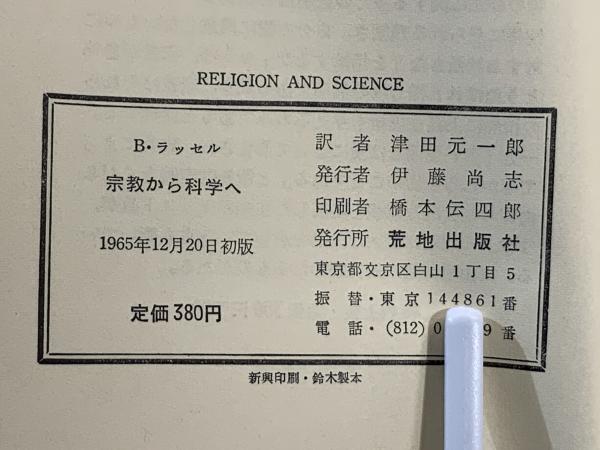 RELIGION AND SCIENCE
B・ラッセル
宗教から科学へ
1965年12月20日初版
定価380円
訳者 津田元一郎
発行者 伊藤尚志
印刷者 橋本伝四郎
発行所 荒地出版社
東京都文京区白山1丁目5
振替・東京144861番
電話・(812)0 9番
新興印刷・鈴木製本